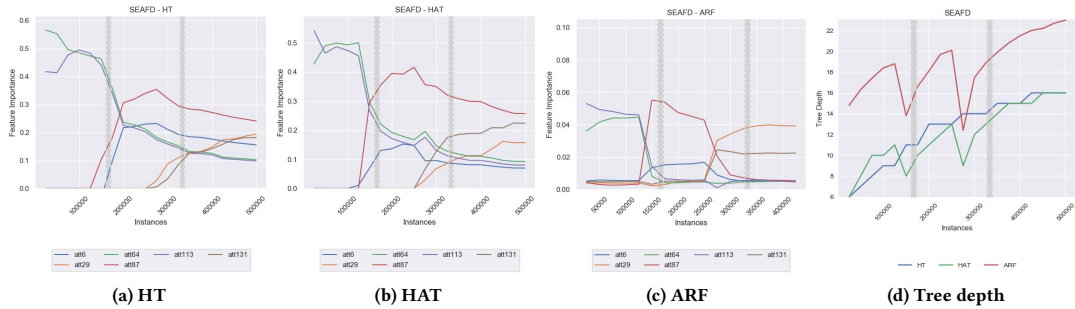 SEAFD - HT
0.6
0.5
0.4
0.3
0.2
0.1
0.0
Feature Importance
100000
200000
300000
400000
500000
Instances
att6
att64
att113
att131
att29
att87
(a) HT
SEAFD - HAT
0.5
0.4
0.3
0.2
0.1
0.0
Feature Importance
100000
200000
300000
400000
500000
Instances
att6
att64
att113
att131
att29
att87
(b) HAT
SEAFD - ARF
0.10
0.08
0.06
0.04
0.02
0.00
Feature Importance
50000
100000
150000
200000
250000
300000
350000
400000
Instances
att6
att64
att113
att131
att29
att87
(c) ARF
SEAFD
22
20
18
16
14
12
10
8
6
Tree Depth
100000
200000
300000
400000
500000
Instances
HT
HAT
ARF
(d) Tree depth